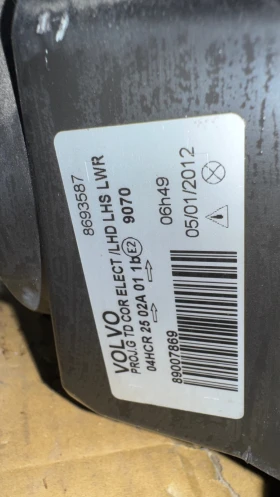 8693587
VOLVO
PROJ.G TD COR ELECT /LHD LHS LWR
04HCR 25 02A 01 1b E2 9070
06h49
05/01/2012
89007869